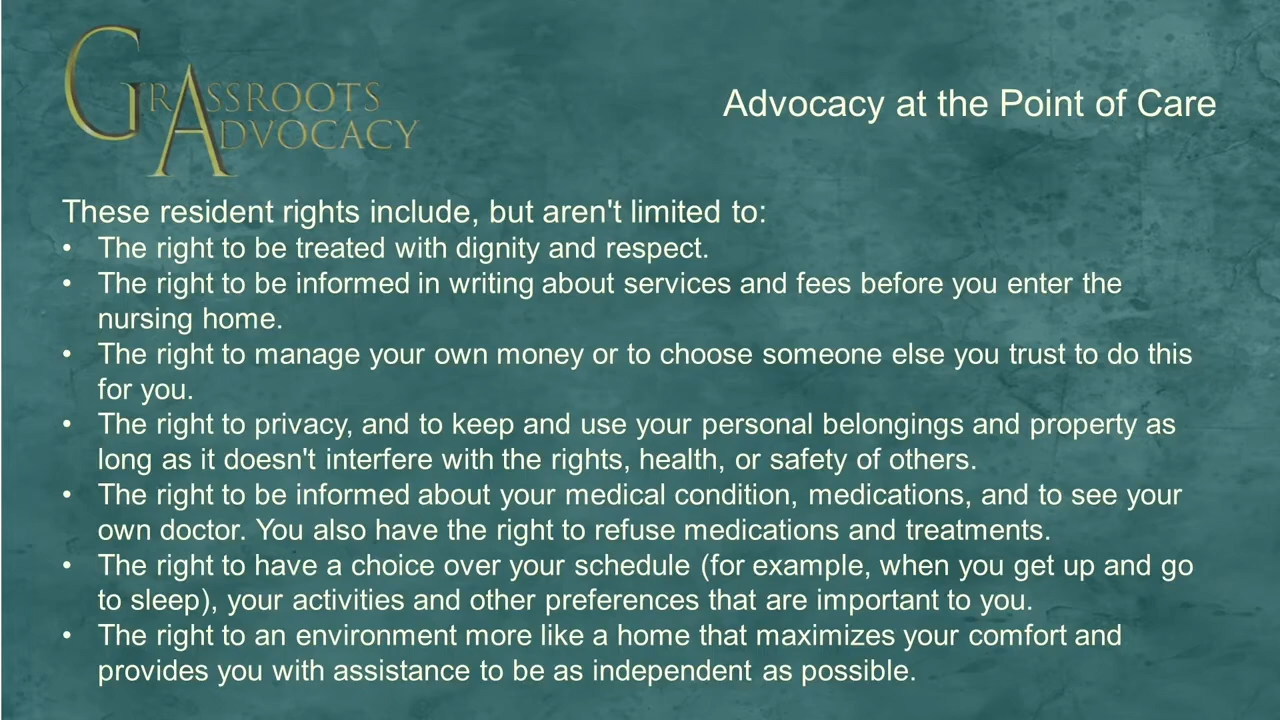 GRASSROOTS
ADVOCACY
Advocacy at the Point of Care
These resident rights include, but aren't limited to:
• The right to be treated with dignity and respect.
• The right to be informed in writing about services and fees before you enter the
nursing home.
• The right to manage your own money or to choose someone else you trust to do this
for you.
• The right to privacy, and to keep and use your personal belongings and property as
long as it doesn't interfere with the rights, health, or safety of others.
• The right to be informed about your medical condition, medications, and to see your
own doctor. You also have the right to refuse medications and treatments.
• The right to have a choice over your schedule (for example, when you get up and go
to sleep), your activities and other preferences that are important to you.
• The right to an environment more like a home that maximizes your comfort and
provides you with assistance to be as independent as possible.